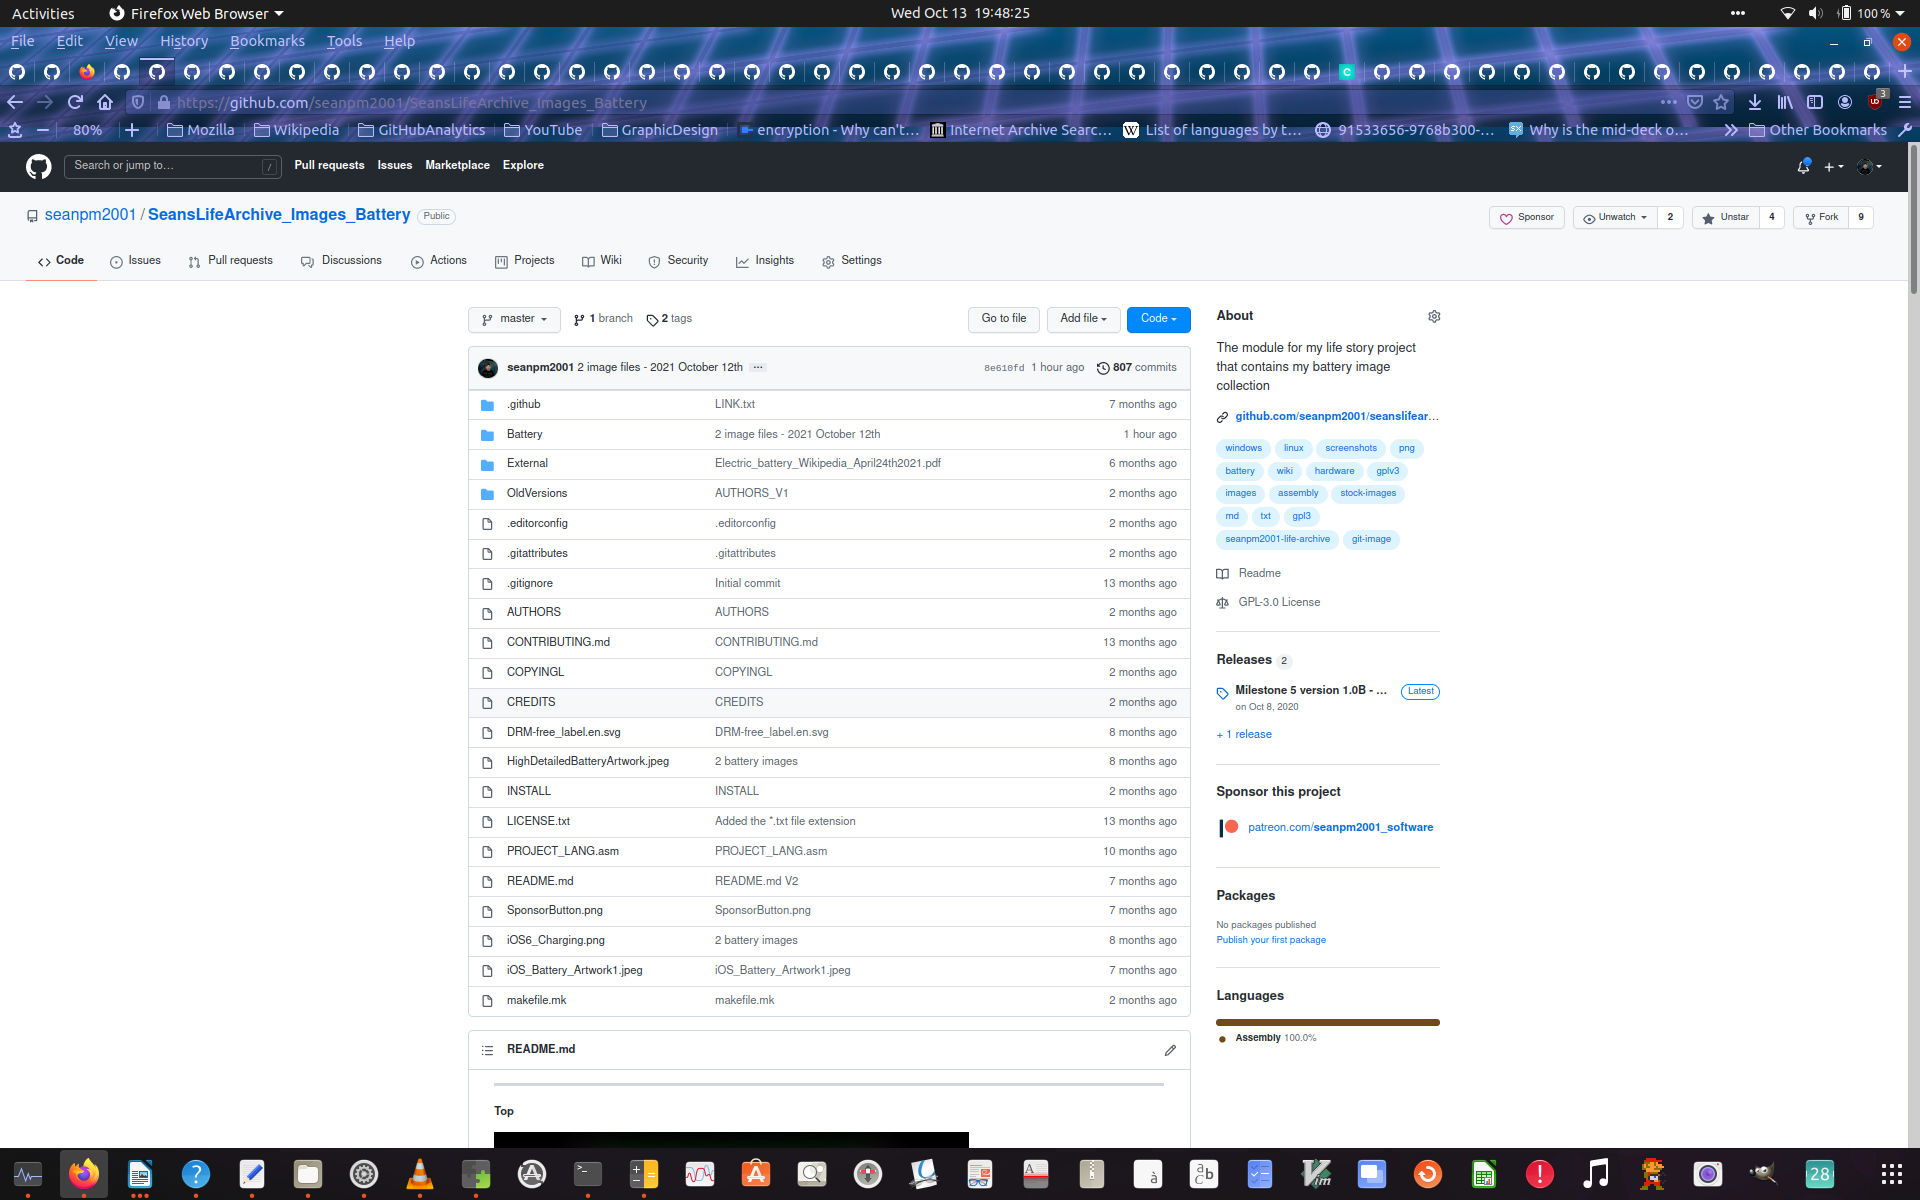 Activities
Firefox Web Browser
Wed Oct 13 19:48:25
100 %
File Edit View History Bookmarks Tools Help
https://github.com/seanpm2001/SeansLifeArchive_Images_Battery
3
80%
Mozilla
Wikipedia
GitHubAnalytics
YouTube
GraphicDesign
encryption - Why can't…
Internet Archive Searc…
List of languages by t…
91533656-9768b300-…
Why is the mid-deck o…
Other Bookmarks
Search or jump to…
/
Pull requests Issues Marketplace Explore
seanpm2001 / SeansLifeArchive_Images_Battery Public
Sponsor
Unwatch 2
Unstar 4
Fork 9
Code
Issues
Pull requests
Discussions
Actions
Projects
Wiki
Security
Insights
Settings
master
1 branch
2 tags
Go to file
Add file
Code
seanpm2001 2 image files - 2021 October 12th ... 8e610fd 1 hour ago 807 commits
.github LINK.txt 7 months ago
Battery 2 image files - 2021 October 12th 1 hour ago
External Electric_battery_Wikipedia_April24th2021.pdf 6 months ago
OldVersions AUTHORS_V1 2 months ago
.editorconfig .editorconfig 2 months ago
.gitattributes .gitattributes 2 months ago
.gitignore Initial commit 13 months ago
AUTHORS AUTHORS 2 months ago
CONTRIBUTING.md CONTRIBUTING.md 13 months ago
COPYINGL COPYINGL 2 months ago
CREDITS CREDITS 2 months ago
DRM-free_label.en.svg DRM-free_label.en.svg 8 months ago
HighDetailedBatteryArtwork.jpeg 2 battery images 8 months ago
INSTALL INSTALL 2 months ago
LICENSE.txt Added the *.txt file extension 13 months ago
PROJECT_LANG.asm PROJECT_LANG.asm 10 months ago
README.md README.md V2 7 months ago
SponsorButton.png SponsorButton.png 7 months ago
iOS6_Charging.png 2 battery images 8 months ago
iOS_Battery_Artwork1.jpeg iOS_Battery_Artwork1.jpeg 7 months ago
makefile.mk makefile.mk 2 months ago
README.md
Top
About
The module for my life story project
that contains my battery image
collection
github.com/seanpm2001/seanslifear…
windows linux screenshots png
battery wiki hardware gplv3
images assembly stock-images
md txt gpl3
seanpm2001-life-archive git-image
Readme
GPL-3.0 License
Releases 2
Milestone 5 version 1.0B - … Latest
on Oct 8, 2020
+ 1 release
Sponsor this project
patreon.com/seanpm2001_software
Packages
No packages published
Publish your first package
Languages
Assembly 100.0%
28